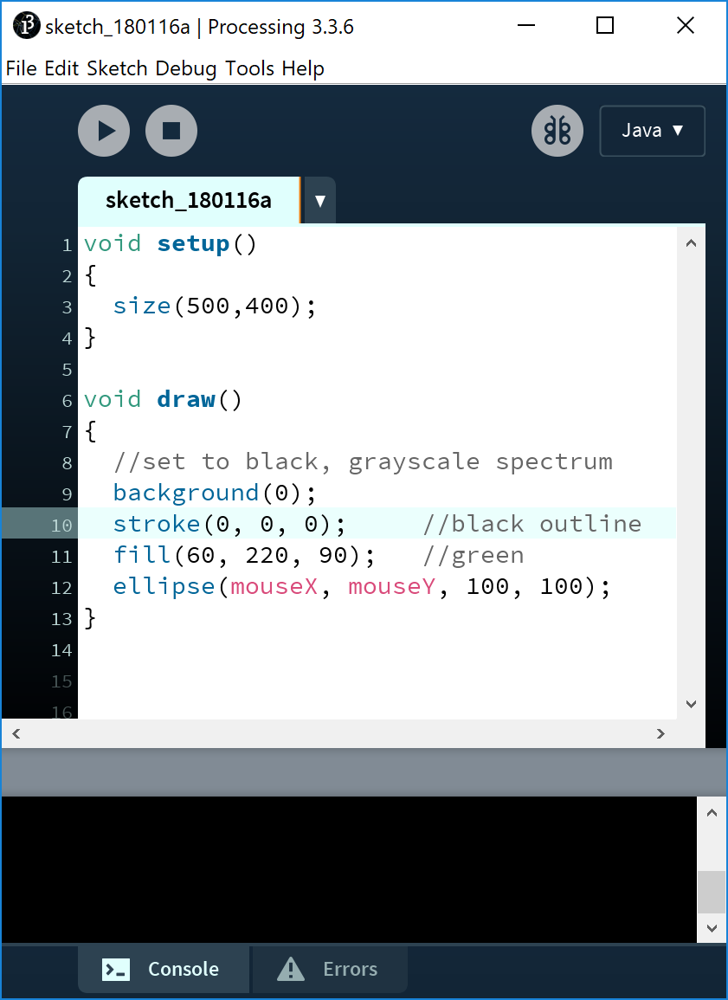 sketch_180116a | Processing 3.3.6
File Edit Sketch Debug Tools Help
Java ▼
sketch_180116a ▼
1 void setup()
2 {
3   size(500,400);
4 }
5
6 void draw()
7 {
8   //set to black, grayscale spectrum
9   background(0);
10   stroke(0, 0, 0);     //black outline
11   fill(60, 220, 90);   //green
12   ellipse(mouseX, mouseY, 100, 100);
13 }
14
15
16
Console Errors